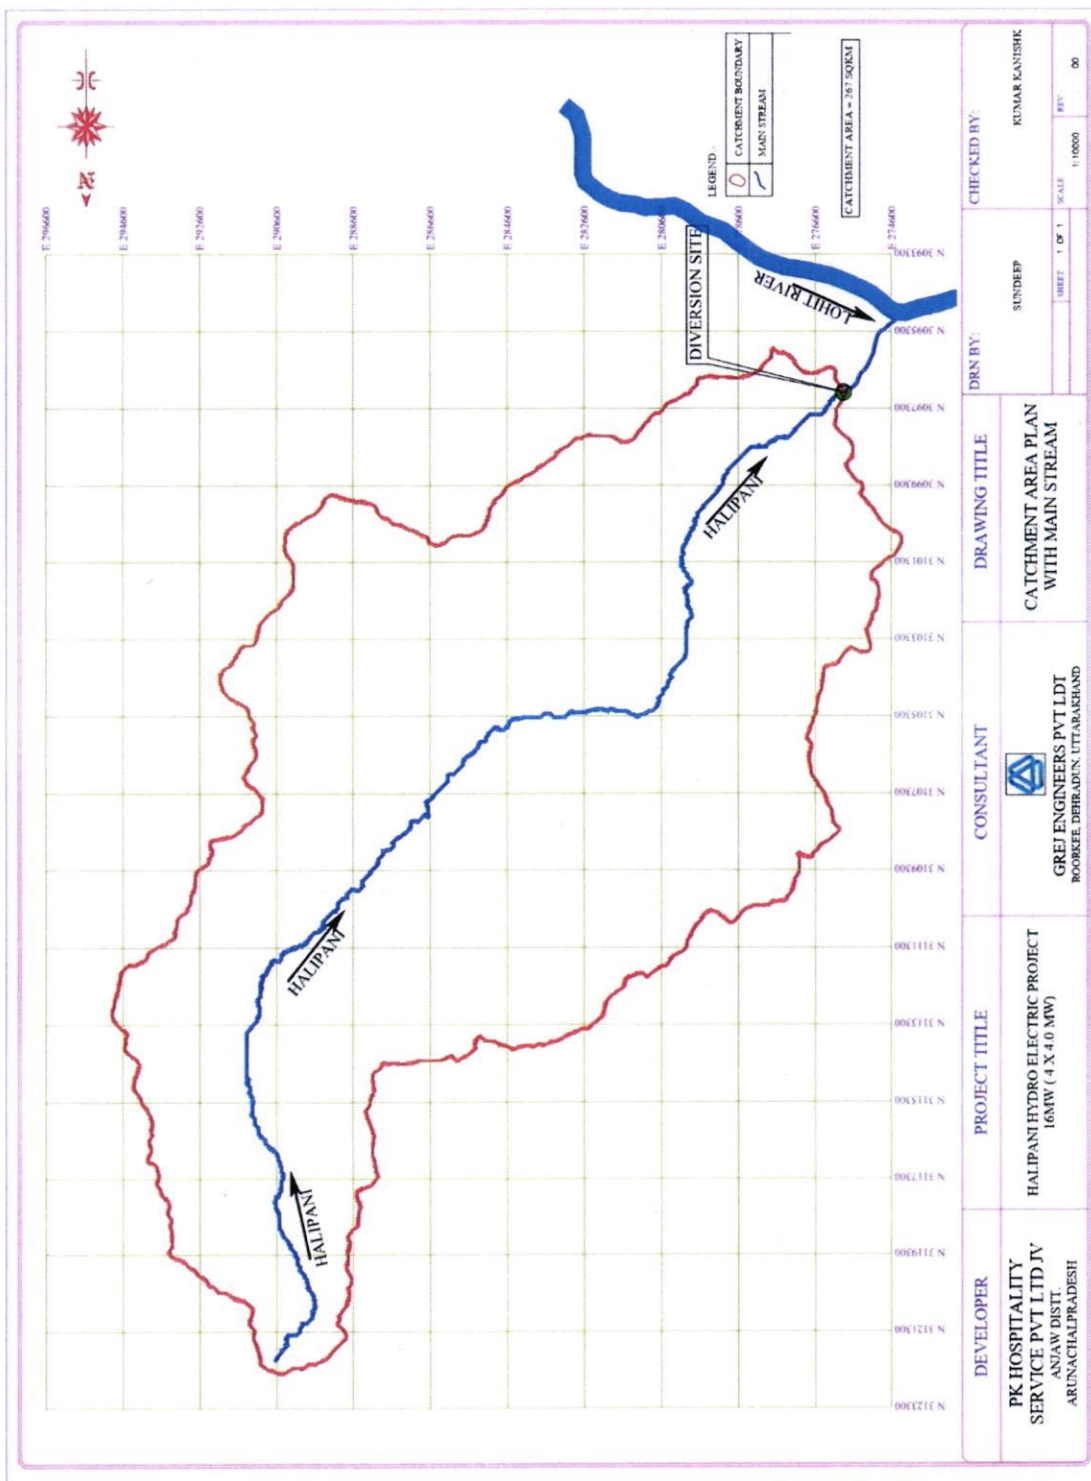 N
E 296600
E 294600
E 292600
E 290600
E 288600
E 286600
E 284600
E 282600
E 280600
8600
E 276600
E 274600
N 3123300
N 3121300
N 3119300
N 3117300
N 3115300
N 3113300
N 3111300
N 3109300
N 3107300
N 3105300
N 3103300
N 3101300
N 3099300
N 3097300
N 3095300
N 3093300
HALIPANI
HALIPANI
HALIPANI
DIVERSION SITE
LOHIT RIVER
LEGEND -
CATCHMENT BOUNDARY
MAIN STREAM
CATCHMENT AREA = 267 SQKM
DEVELOPER
PK HOSPITALITY
SERVICE PVT LTD JV
ANJAW DISTT.
ARUNACHALPRADESH
PROJECT TITLE
HALIPANI HYDRO ELECTRIC PROJECT
16MW ( 4 X 4.0 MW)
CONSULTANT
GREJ ENGINEERS PVT LDT
ROORKEE, DEHRADUN, UTTARAKHAND
DRAWING TITLE
CATCHMENT AREA PLAN
WITH MAIN STREAM
DRN BY:
SUNDEEP
CHECKED BY:
KUMAR KANISHK
SHEET 1 OF 1
SCALE 1:10000
REV 00